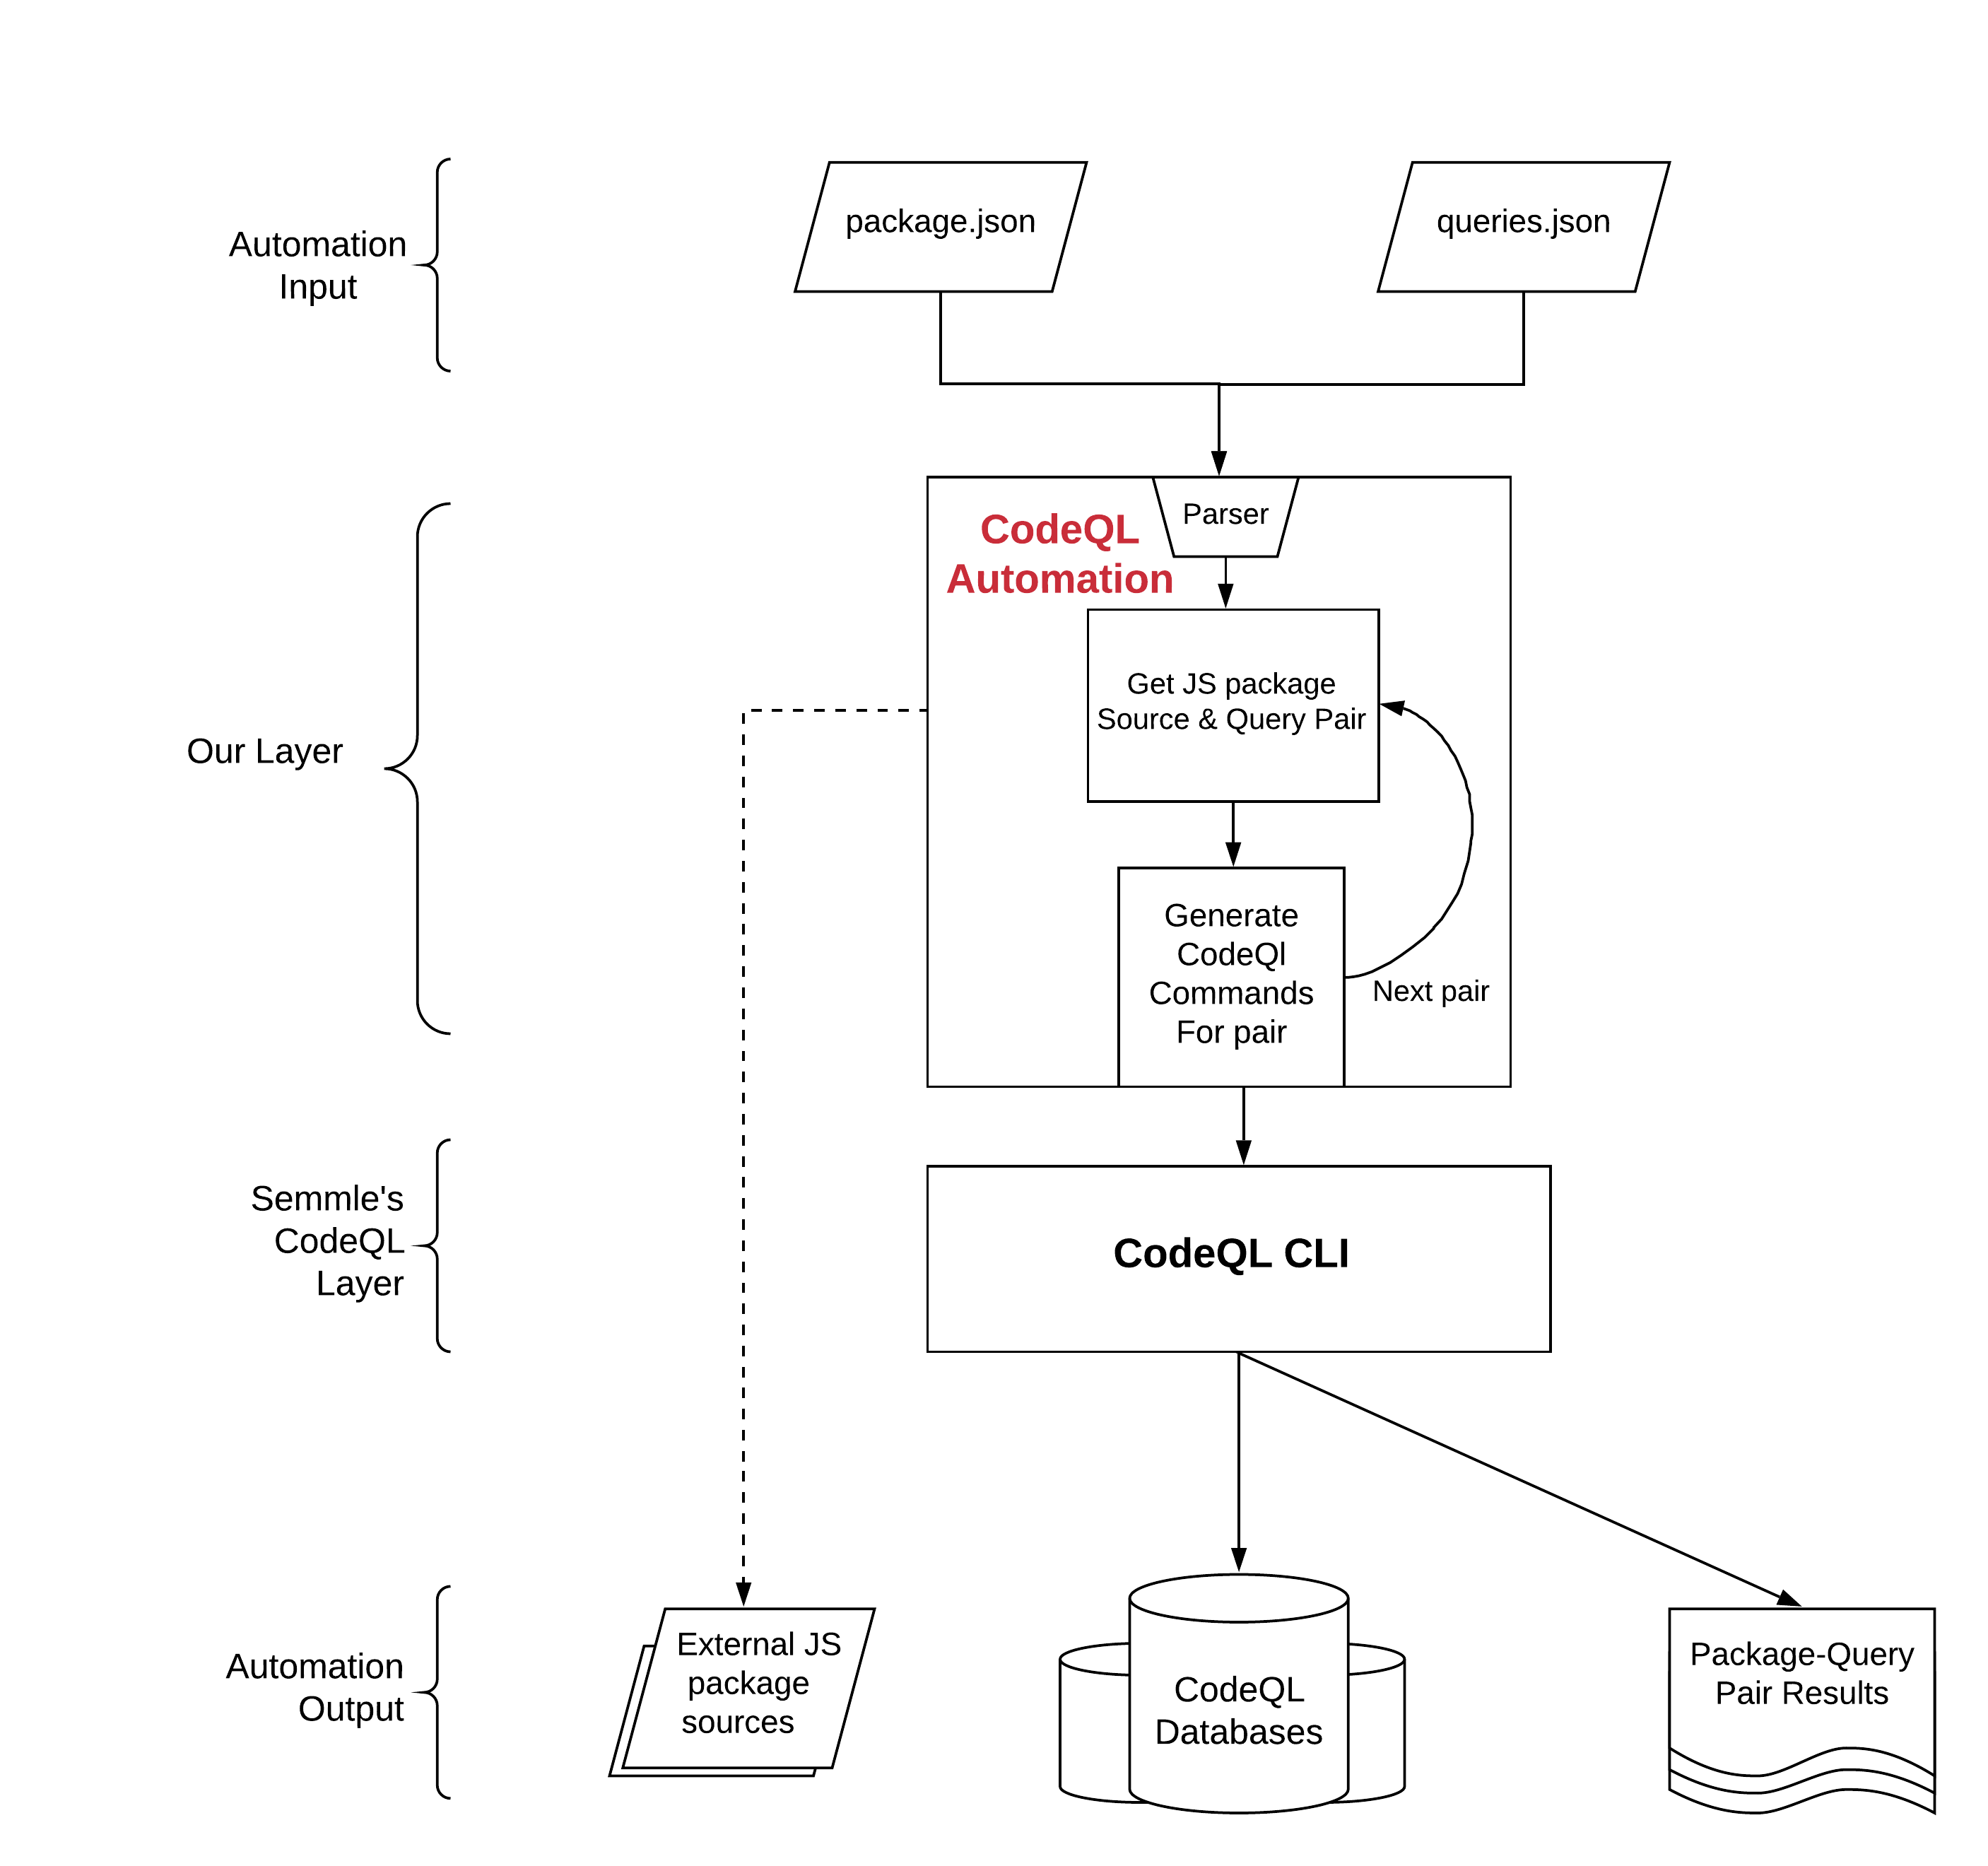 Automation
Input
package.json
queries.json
Our Layer
CodeQL
Automation
Parser
Get JS package
Source & Query Pair
Generate
CodeQl
Commands
For pair
Next pair
Semmle's
CodeQL
Layer
CodeQL CLI
Automation
Output
External JS
package
sources
CodeQL
Databases
Package-Query
Pair Results